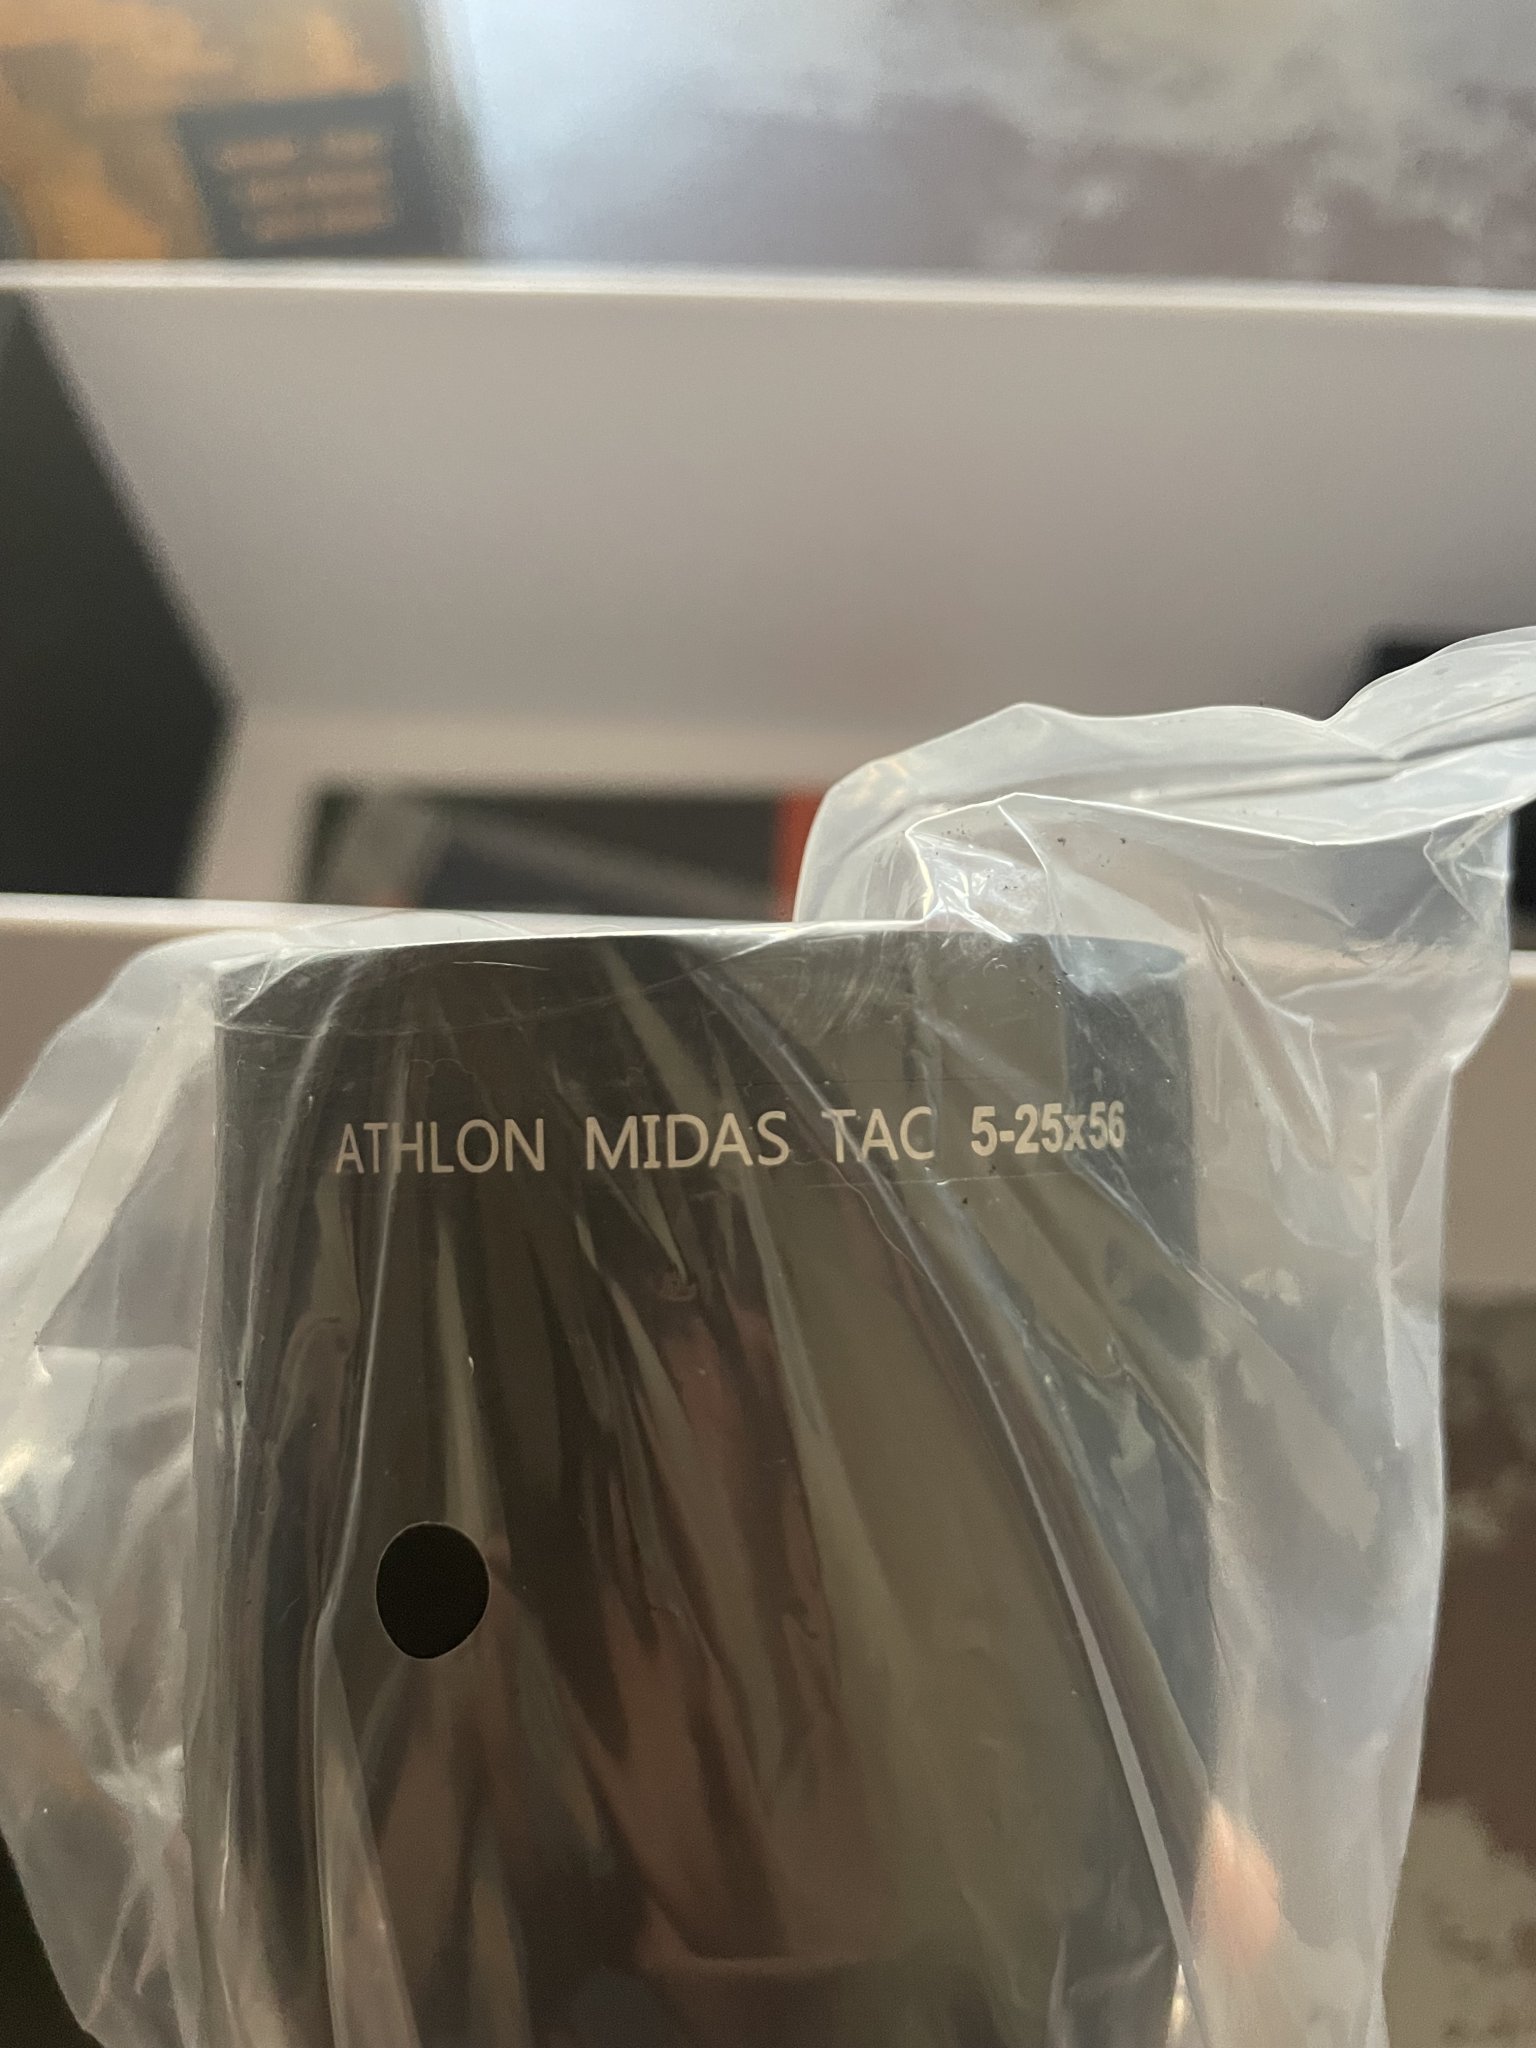 ATHLON MIDAS TAC 5-25x56